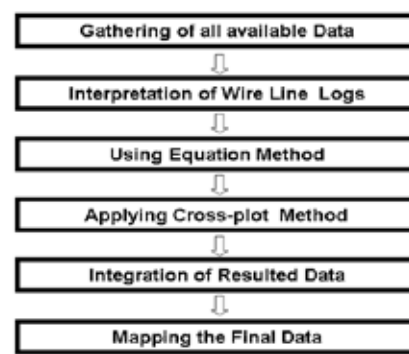 Gathering of all available Data
Interpretation of Wire Line Logs
Using Equation Method
Applying Cross-plot Method
Integration of Resulted Data
Mapping the Final Data